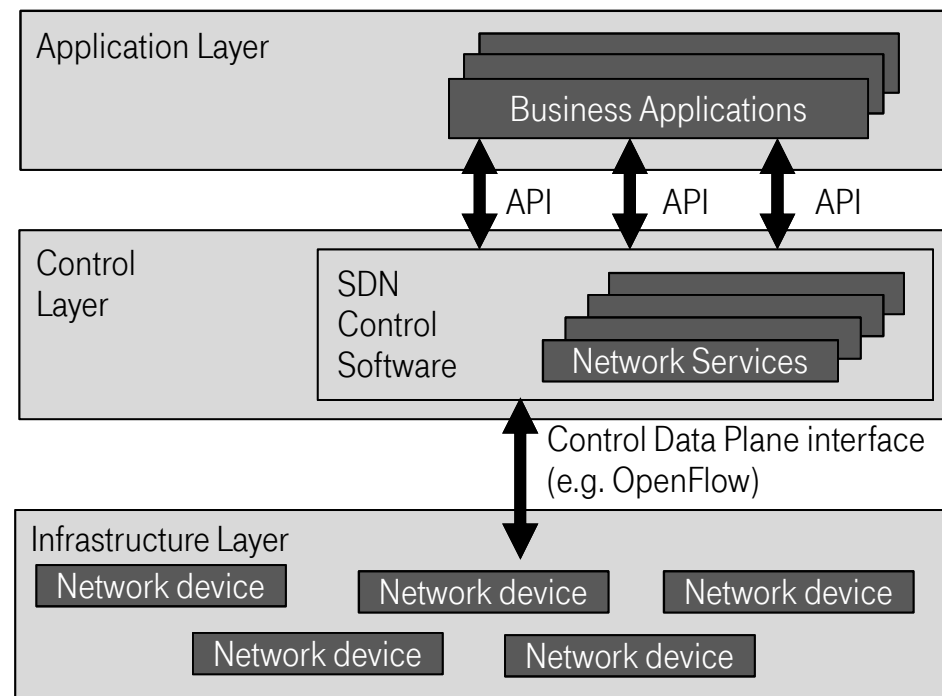 Application Layer
Business Applications
API
API
API
Control
Layer
SDN
Control
Software
Network Services
Control Data Plane interface
(e.g. OpenFlow)
Infrastructure Layer
Network device
Network device
Network device
Network device
Network device